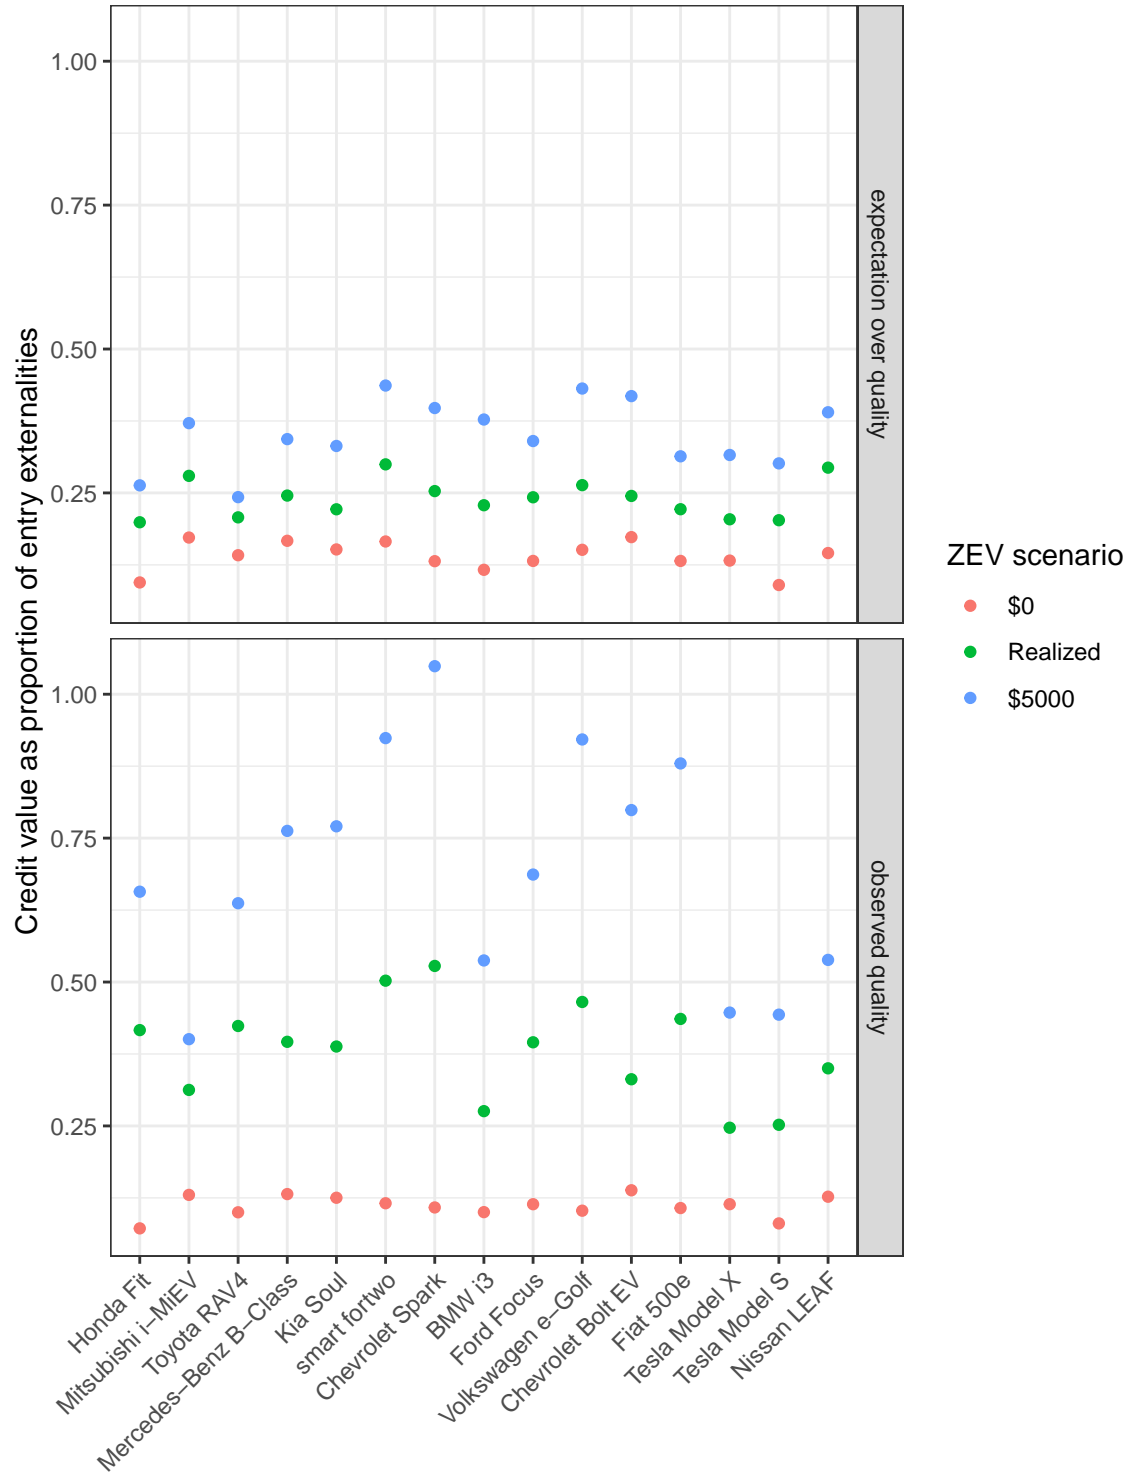 Credit value as proportion of entry externalities
1.00
0.75
0.50
0.25
expectation over quality
1.00
0.75
0.50
0.25
observed quality
Honda Fit
Mitsubishi i−MiEV
Toyota RAV4
Mercedes−Benz B−Class
Kia Soul
smart fortwo
Chevrolet Spark
BMW i3
Ford Focus
Volkswagen e−Golf
Chevrolet Bolt EV
Fiat 500e
Tesla Model X
Tesla Model S
Nissan LEAF
ZEV scenario
$0
Realized
$5000